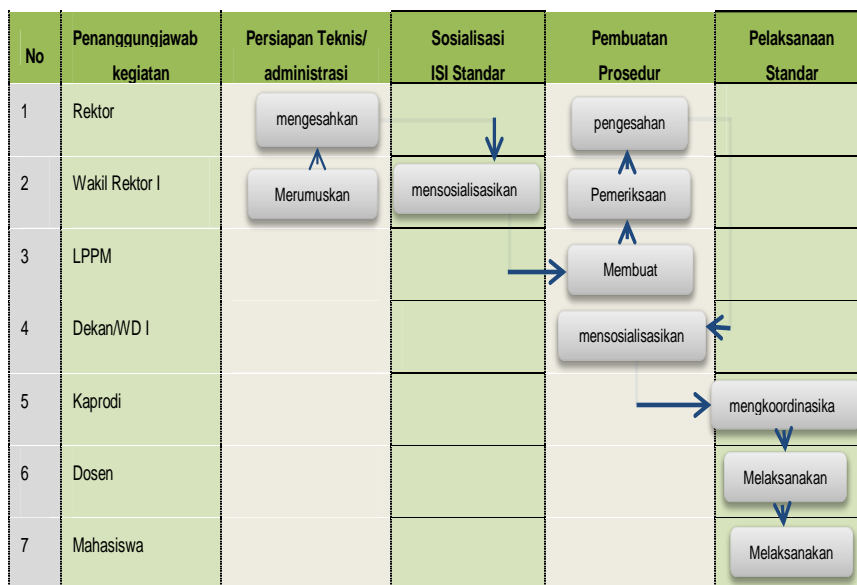 No
Penanggungjawab
kegiatan
Persiapan Teknis/
administrasi
Sosialisasi
ISI Standar
Pembuatan
Prosedur
Pelaksanaan
Standar
1
Rektor
mengesahkan
pengesahan
2
Wakil Rektor I
Merumuskan
mensosialisasikan
Pemeriksaan
3
LPPM
Membuat
4
Dekan/WD I
mensosialisasikan
5
Kaprodi
mengkoordinasika
6
Dosen
Melaksanakan
7
Mahasiswa
Melaksanakan